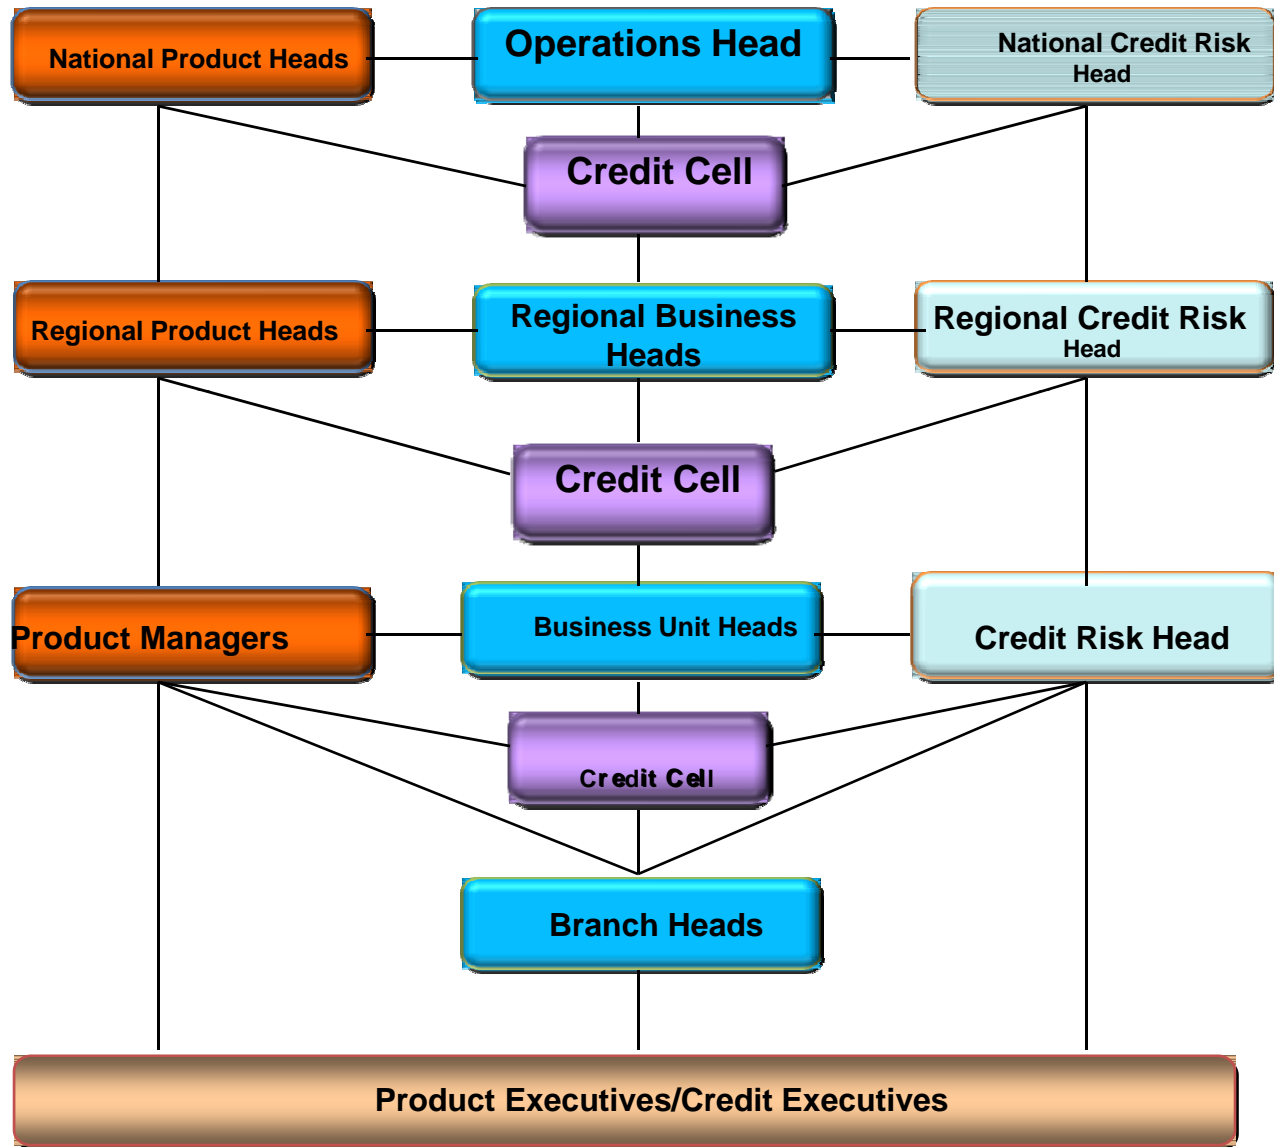 National Product Heads
Operations Head
National Credit Risk
Head
Credit Cell
Regional Product Heads
Regional Business
Heads
Regional Credit Risk
Head
Credit Cell
Product Managers
Business Unit Heads
Credit Risk Head
Credit Cell
Branch Heads
Product Executives/Credit Executives